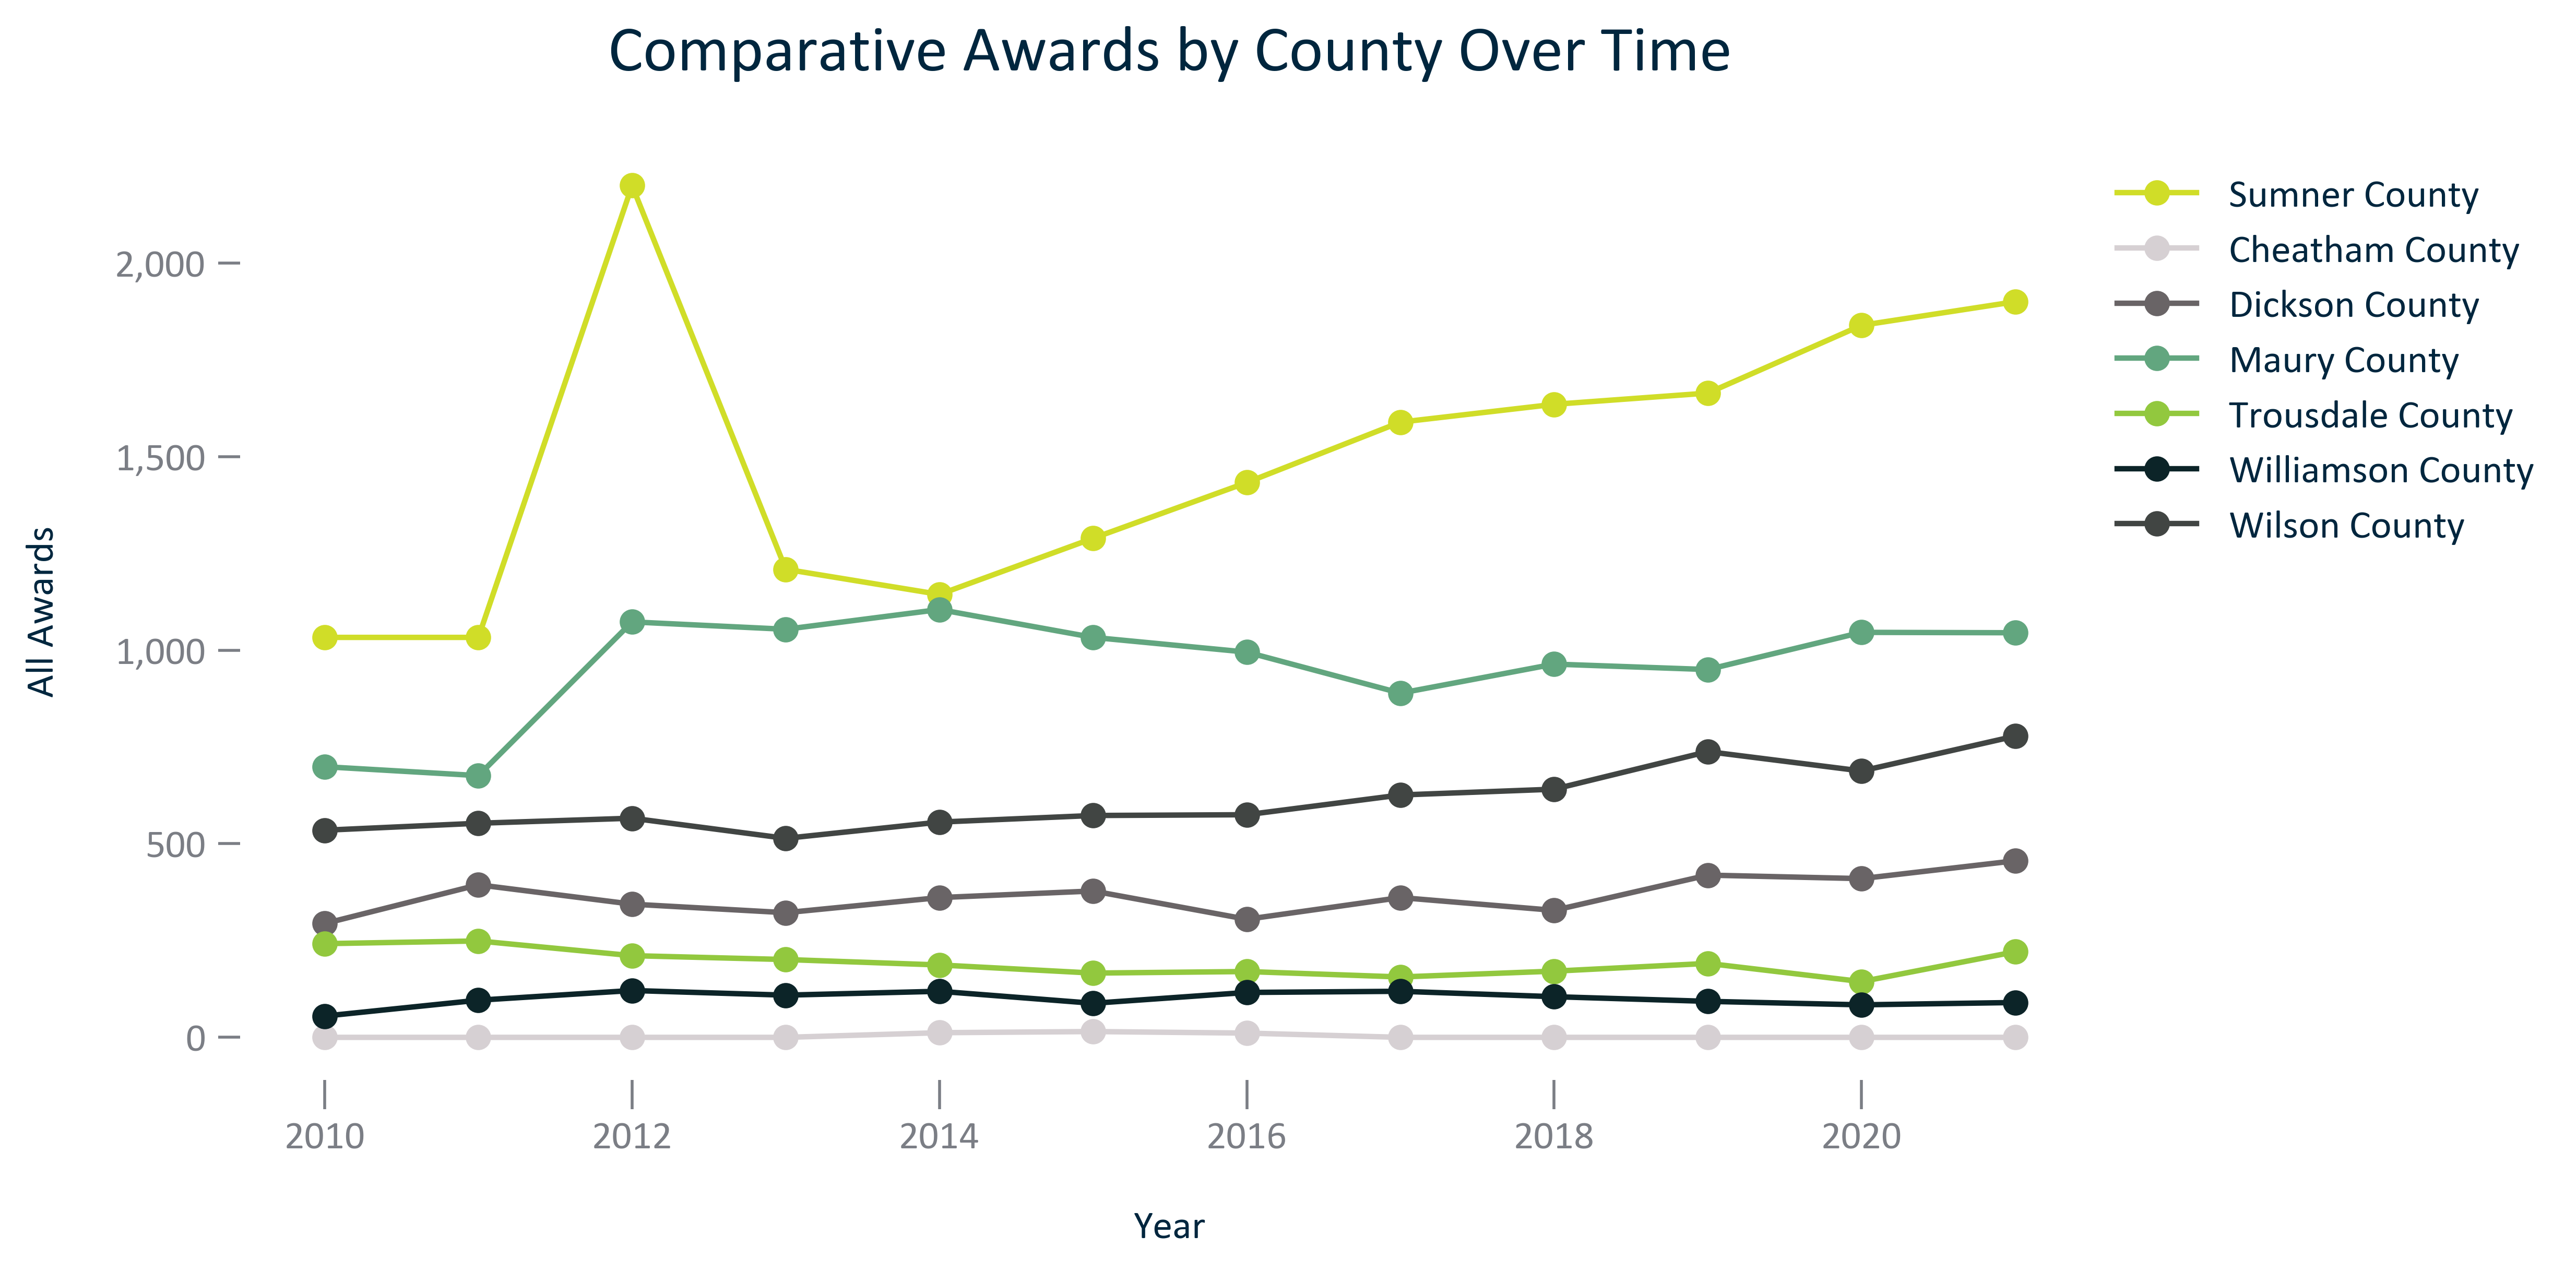 Comparative Awards by County Over Time
2,000
1,500
1,000
500
0
All Awards
2010
2012
2014
2016
2018
2020
Year
Sumner County
Cheatham County
Dickson County
Maury County
Trousdale County
Williamson County
Wilson County